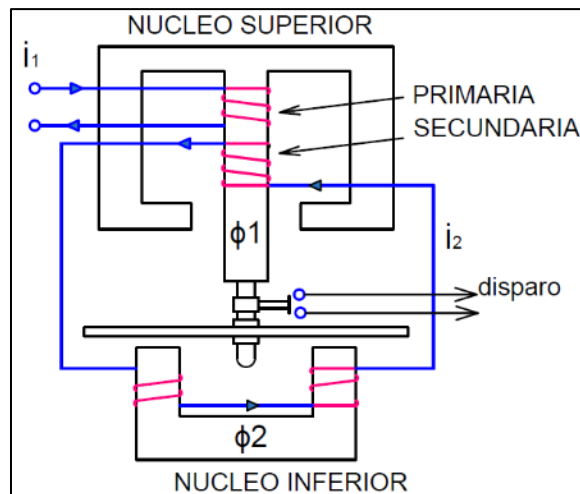 NUCLEO SUPERIOR
i1
PRIMARIA
SECUNDARIA
ϕ1
i2
disparo
ϕ2
NUCLEO INFERIOR